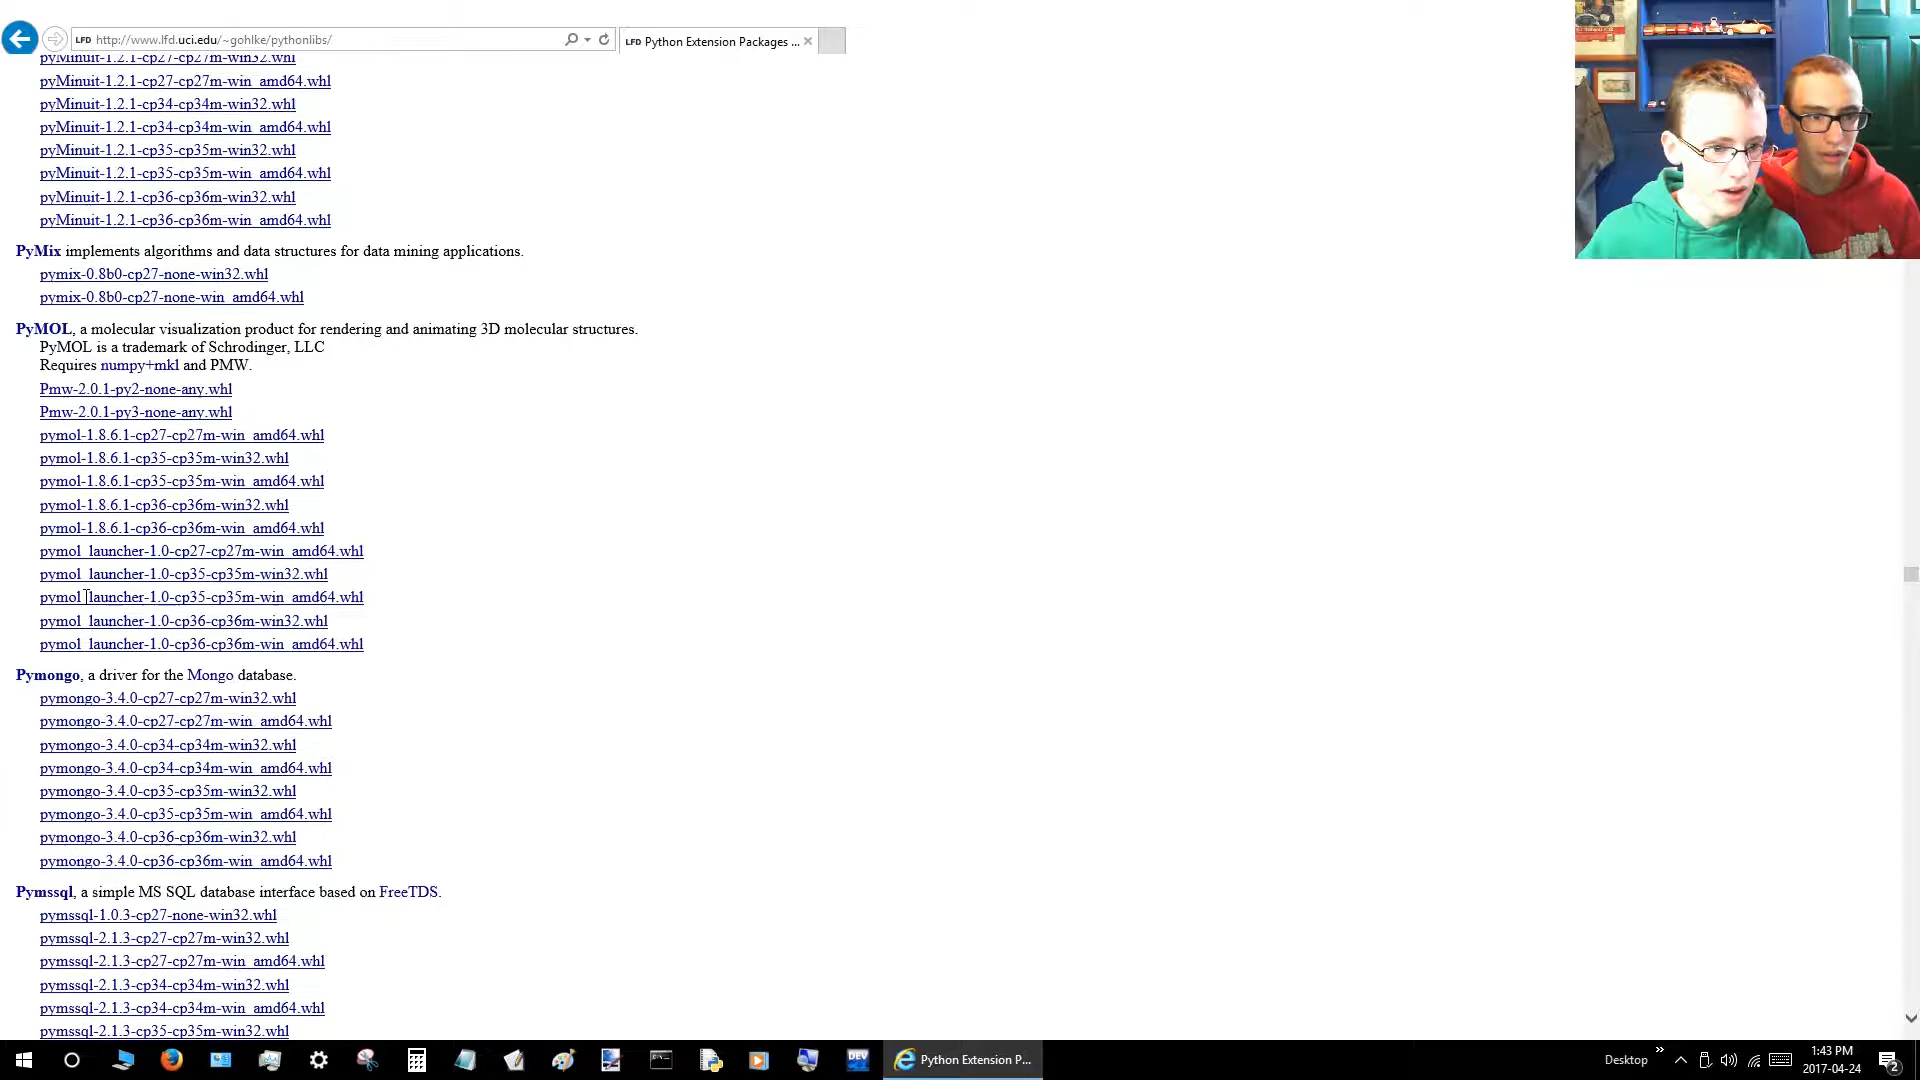 LFD http://www.lfd.uci.edu/~gohlke/pythonlibs/
LFD Python Extension Packages ...
pyMinuit-1.2.1-cp27-cp27m-win32.whl
pyMinuit-1.2.1-cp27-cp27m-win_amd64.whl
pyMinuit-1.2.1-cp34-cp34m-win32.whl
pyMinuit-1.2.1-cp34-cp34m-win_amd64.whl
pyMinuit-1.2.1-cp35-cp35m-win32.whl
pyMinuit-1.2.1-cp35-cp35m-win_amd64.whl
pyMinuit-1.2.1-cp36-cp36m-win32.whl
pyMinuit-1.2.1-cp36-cp36m-win_amd64.whl
PyMix implements algorithms and data structures for data mining applications.
pymix-0.8b0-cp27-none-win32.whl
pymix-0.8b0-cp27-none-win_amd64.whl
PyMOL, a molecular visualization product for rendering and animating 3D molecular structures.
PyMOL is a trademark of Schrodinger, LLC
Requires numpy+mkl and PMW.
Pmw-2.0.1-py2-none-any.whl
Pmw-2.0.1-py3-none-any.whl
pymol-1.8.6.1-cp27-cp27m-win_amd64.whl
pymol-1.8.6.1-cp35-cp35m-win32.whl
pymol-1.8.6.1-cp35-cp35m-win_amd64.whl
pymol-1.8.6.1-cp36-cp36m-win32.whl
pymol-1.8.6.1-cp36-cp36m-win_amd64.whl
pymol_launcher-1.0-cp27-cp27m-win_amd64.whl
pymol_launcher-1.0-cp35-cp35m-win32.whl
pymol_launcher-1.0-cp35-cp35m-win_amd64.whl
pymol_launcher-1.0-cp36-cp36m-win32.whl
pymol_launcher-1.0-cp36-cp36m-win_amd64.whl
Pymongo, a driver for the Mongo database.
pymongo-3.4.0-cp27-cp27m-win32.whl
pymongo-3.4.0-cp27-cp27m-win_amd64.whl
pymongo-3.4.0-cp34-cp34m-win32.whl
pymongo-3.4.0-cp34-cp34m-win_amd64.whl
pymongo-3.4.0-cp35-cp35m-win32.whl
pymongo-3.4.0-cp35-cp35m-win_amd64.whl
pymongo-3.4.0-cp36-cp36m-win32.whl
pymongo-3.4.0-cp36-cp36m-win_amd64.whl
Pymssql, a simple MS SQL database interface based on FreeTDS.
pymssql-1.0.3-cp27-none-win32.whl
pymssql-2.1.3-cp27-cp27m-win32.whl
pymssql-2.1.3-cp27-cp27m-win_amd64.whl
pymssql-2.1.3-cp34-cp34m-win32.whl
pymssql-2.1.3-cp34-cp34m-win_amd64.whl
pymssql-2.1.3-cp35-cp35m-win32.whl
DEV
Python Extension P...
Desktop
1:43 PM
2017-04-24
2